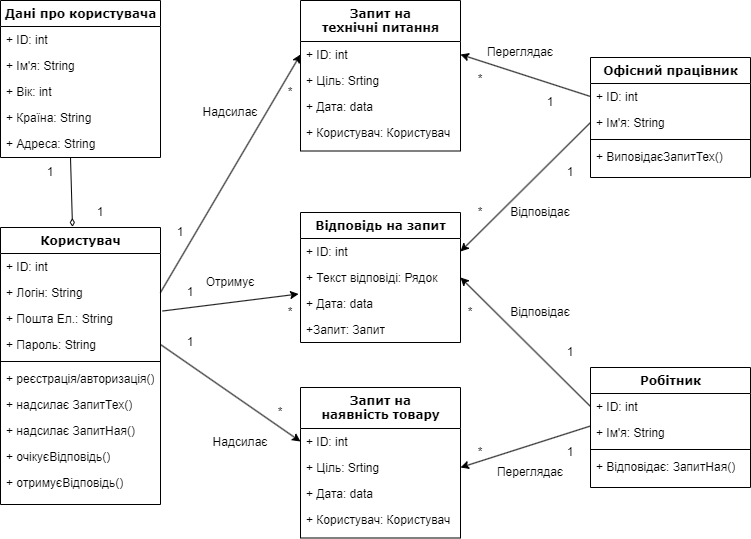 Дані про користувача
+ ID: int
+ Ім'я: String
+ Вік: int
+ Країна: String
+ Адреса: String
1
1
Користувач
+ ID: int
+ Логін: String
+ Пошта Ел.: String
+ Пароль: String
+ реєстрація/авторизація()
+ надсилає ЗапитТех()
+ надсилає ЗапитНая()
+ очікуєВідповідь()
+ отримуєВідповідь()
Надсилає
*
1
Отримує
1
*
1
*
Надсилає
Запит на
технічні питання
+ ID: int
+ Ціль: Srting
+ Дата: data
+ Користувач: Користувач
Відповідь на запит
+ ID: int
+ Текст відповіді: Рядок
+ Дата: data
+Запит: Запит
Запит на
наявність товару
+ ID: int
+ Ціль: Srting
+ Дата: data
+ Користувач: Користувач
Переглядає
*
1
1
*
Відповідає
*
Відповідає
1
*
1
Переглядає
Офісний працівник
+ ID: int
+ Ім'я: String
+ ВиповідаєЗапитТех()
Робітник
+ ID: int
+ Ім'я: String
+ Відповідає: ЗапитНая()